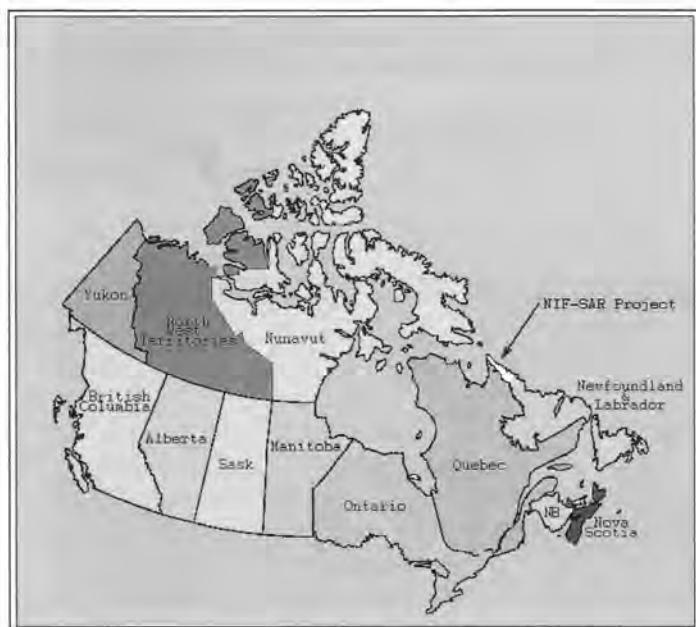 Yukon
North
West
Territories
Nunavut
NIF-SAR Project
British
Columbia
Alberta
Sask
Manitoba
Ontario
Quebec
Newfoundland
&
Labrador
NB
Nova
Scotia